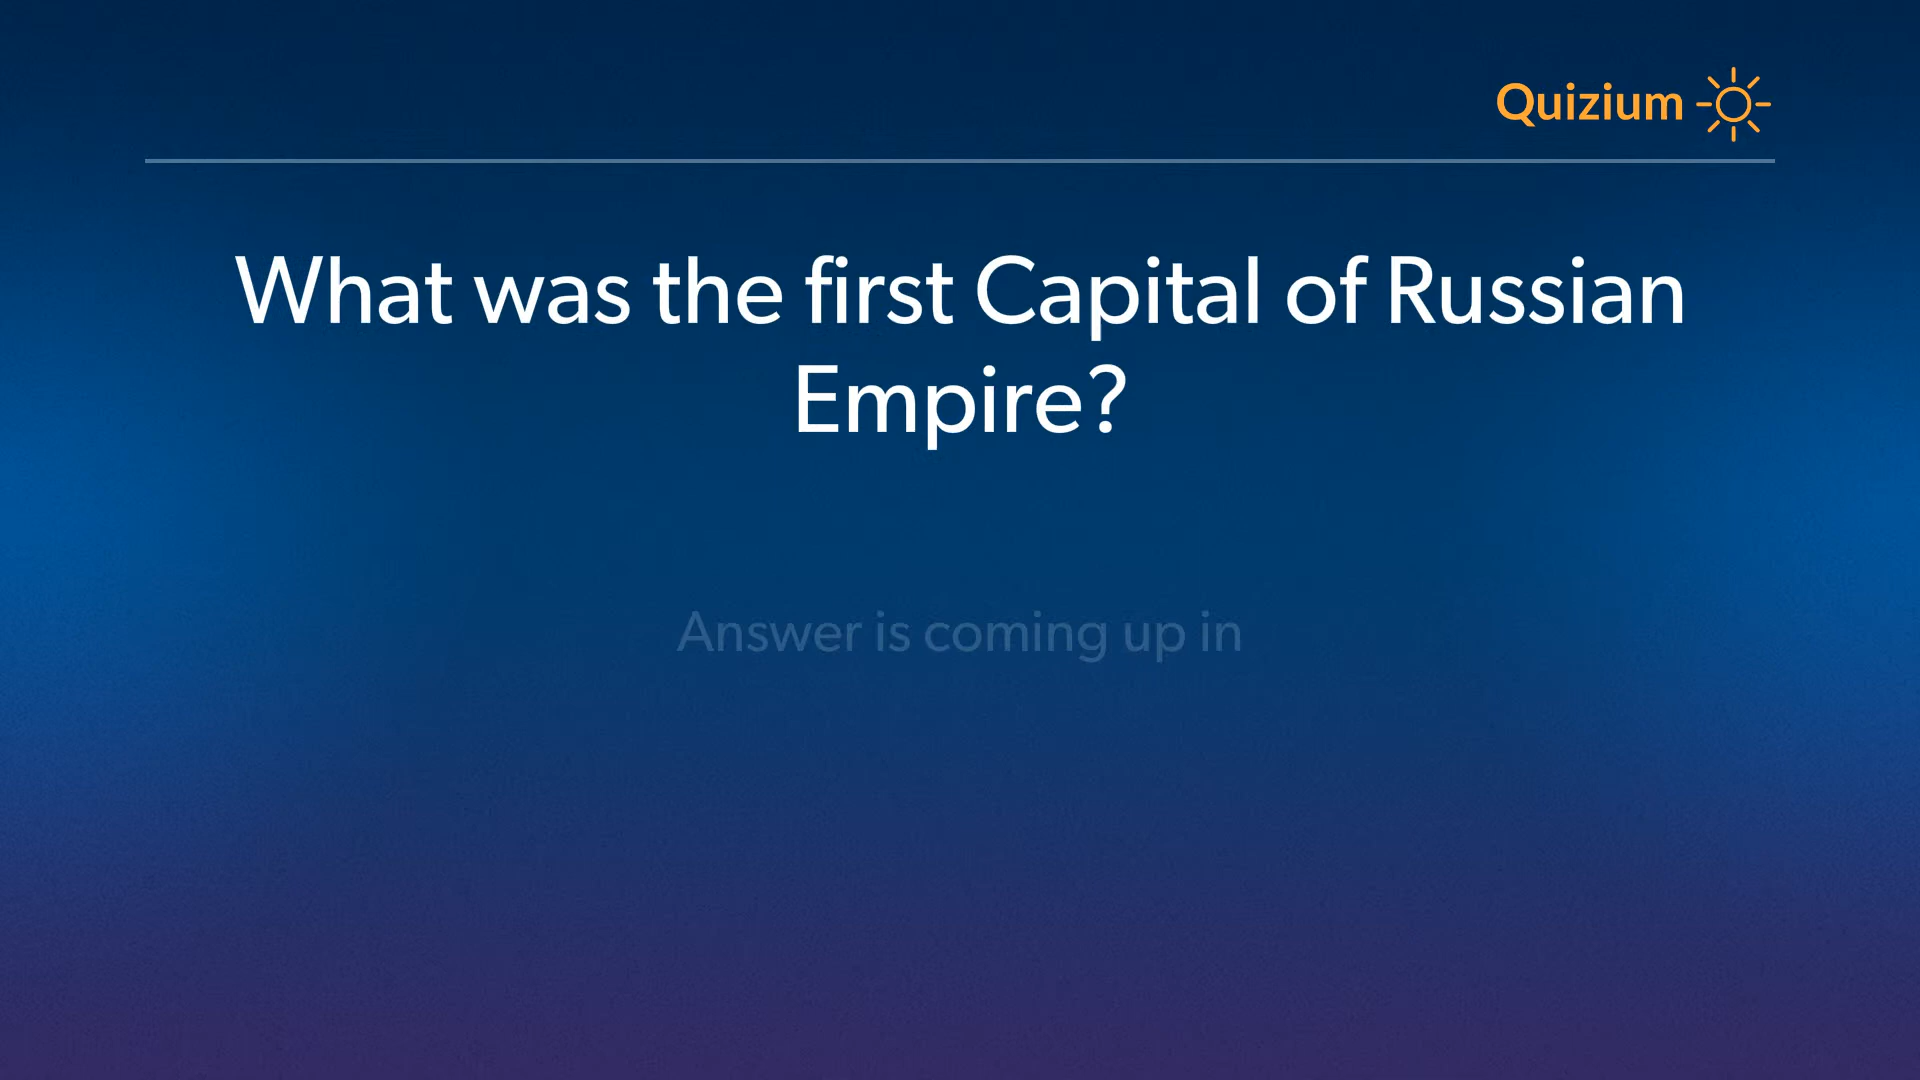 Quizium
What was the first Capital of Russian
Empire?
Answer is coming up in